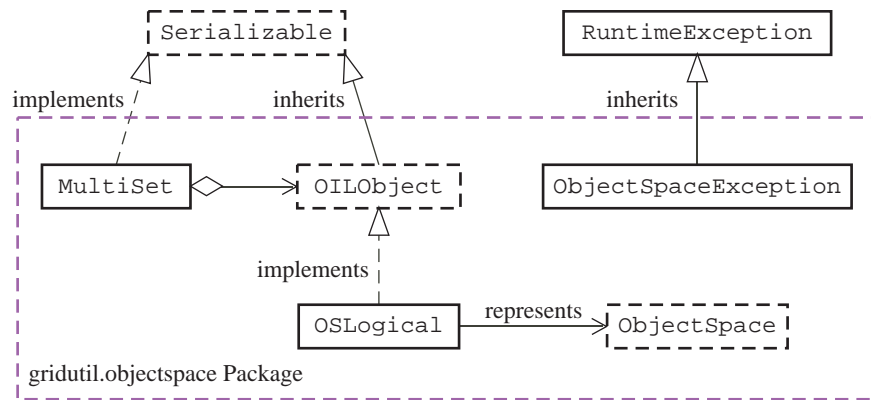 Serializable
RuntimeException
implements
inherits
inherits
MultiSet
OILObject
ObjectSpaceException
implements
OSLogical
represents
ObjectSpace
gridutil.objectspace Package